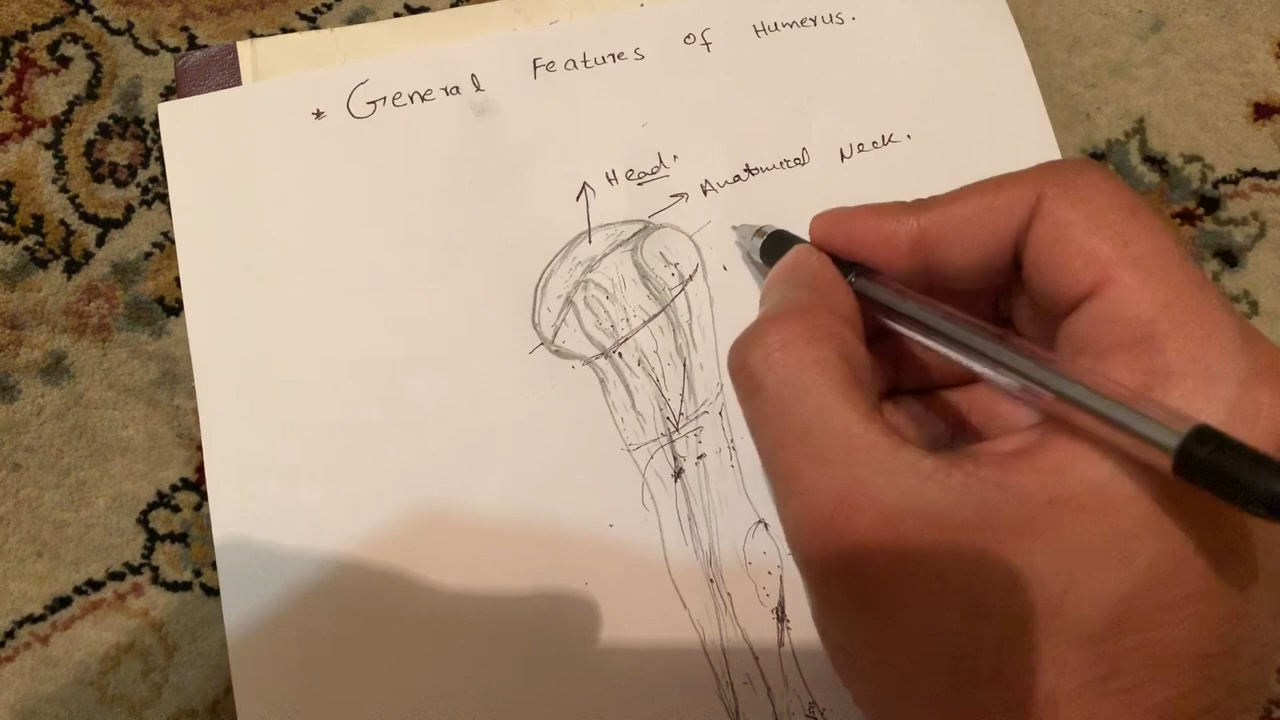 * General Features of Humerus.
Head.
Anatomical Neck.